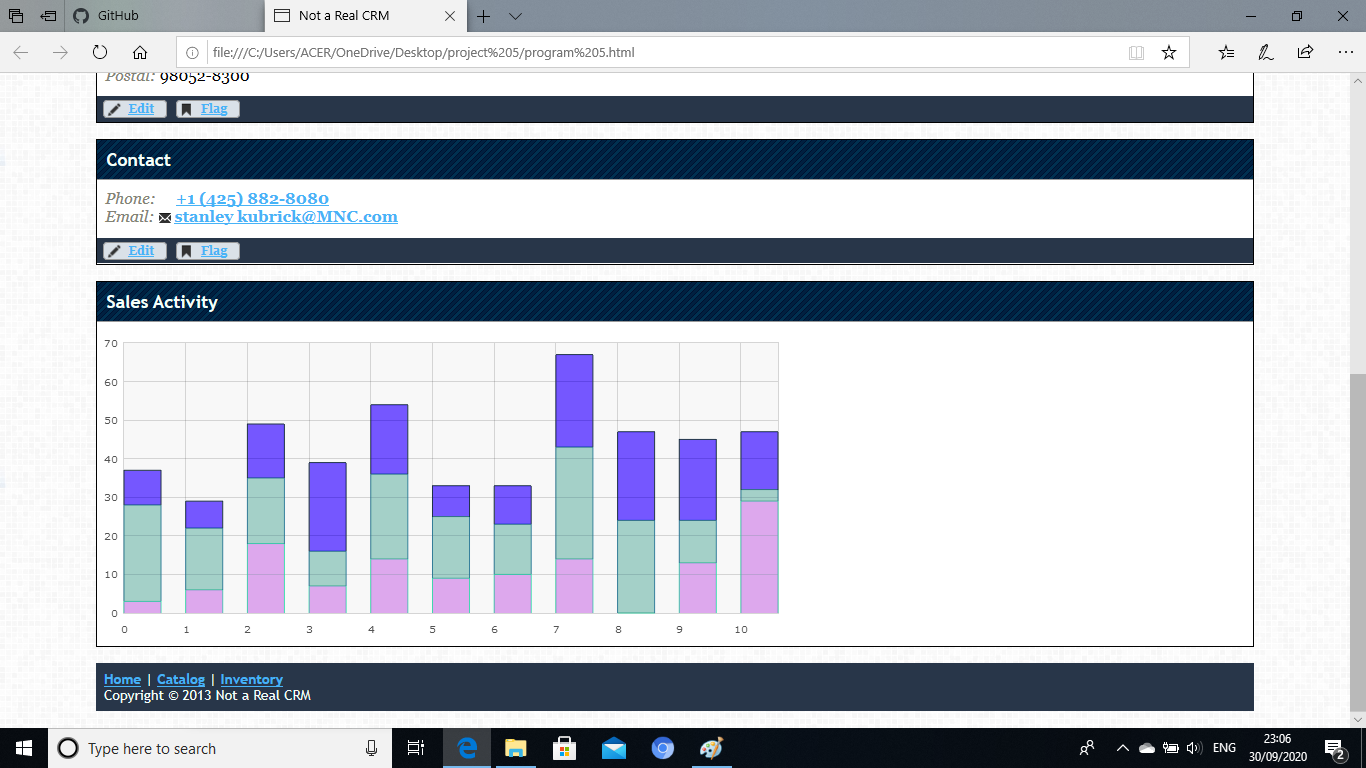 GitHub
Not a Real CRM
file:///C:/Users/ACER/OneDrive/Desktop/project%205/program%205.html
Postal: 98052-8300
Edit Flag
Contact
Phone: +1 (425) 882-8080
Email: stanley kubrick@MNC.com
Edit Flag
Sales Activity
70
60
50
40
30
20
10
0
0 1 2 3 4 5 6 7 8 9 10
Home | Catalog | Inventory
Copyright © 2013 Not a Real CRM
Type here to search
ENG
23:06
30/09/2020
2